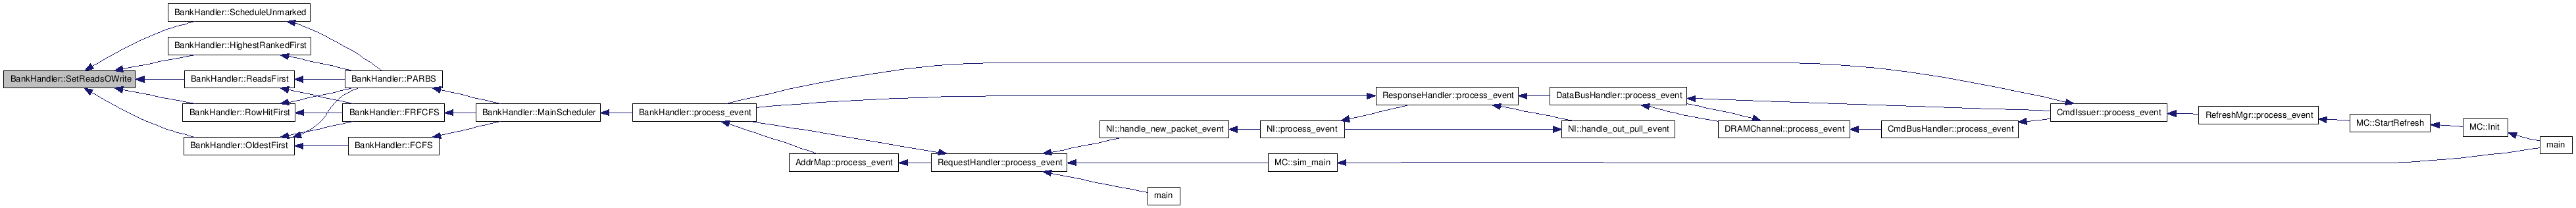 BankHandler::ScheduleUnmarked
BankHandler::HighestRankedFirst
BankHandler::SetReadsOWrite
BankHandler::ReadsFirst
BankHandler::PARBS
BankHandler::RowHitFirst
BankHandler::FRFCFS
BankHandler::MainScheduler
BankHandler::process_event
BankHandler::OldestFirst
BankHandler::FCFS
AddrMap::process_event
RequestHandler::process_event
NI::handle_new_packet_event
NI::process_event
MC::sim_main
main
ResponseHandler::process_event
DataBusHandler::process_event
NI::handle_out_pull_event
DRAMChannel::process_event
CmdBusHandler::process_event
CmdIssuer::process_event
RefreshMgr::process_event
MC::StartRefresh
MC::Init
main